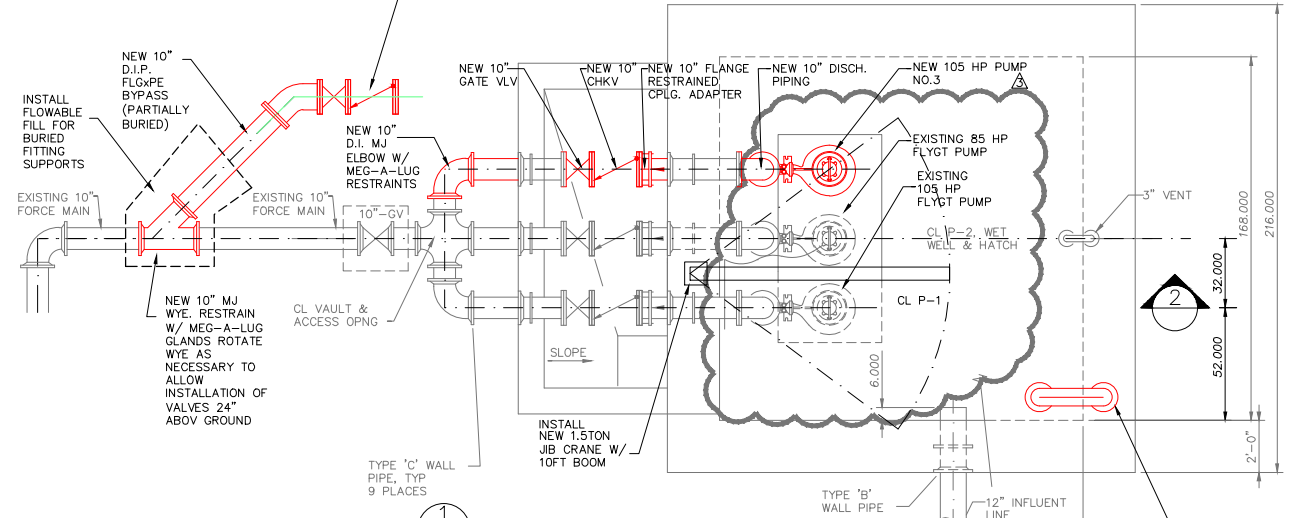 NEW 10"
D.I.P.
FLGxPE
BYPASS
(PARTIALLY
BURIED)
INSTALL
FLOWABLE
FILL FOR
BURIED
FITTING
SUPPORTS
NEW 10"
D.I. MJ
ELBOW W/
MEG-A-LUG
RESTRAINTS
NEW 10"
GATE VLV
NEW 10"
CHKV
NEW 10" FLANGE
RESTRAINED
CPLG. ADAPTER
NEW 10" DISCH.
PIPING
NEW 105 HP PUMP
NO.3
3
EXISTING 85 HP
FLYGT PUMP
EXISTING
105 HP
FLYGT PUMP
EXISTING 10"
FORCE MAIN
EXISTING 10"
FORCE MAIN
10"-GV
CL P-2, WET
WELL & HATCH
3" VENT
168.000
216.000
32.000
52.000
2
CL P-1
CL VAULT &
ACCESS OPNG
NEW 10" MJ
WYE. RESTRAIN
W/ MEG-A-LUG
GLANDS ROTATE
WYE AS
NECESSARY TO
ALLOW
INSTALLATION OF
VALVES 24"
ABOV GROUND
SLOPE
6.000
INSTALL
NEW 1.5TON
JIB CRANE W/
10FT BOOM
TYPE 'C' WALL
PIPE, TYP
9 PLACES
2'-0"
TYPE 'B'
WALL PIPE
12" INFLUENT
LINE
1